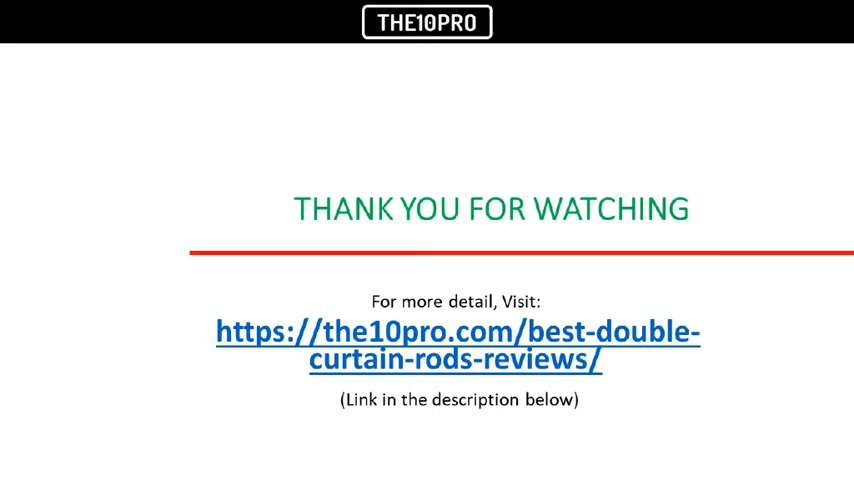 THE10PRO
THANK YOU FOR WATCHING
For more detail, Visit:
https://the10pro.com/best-double-
curtain-rods-reviews/
(Link in the description below)